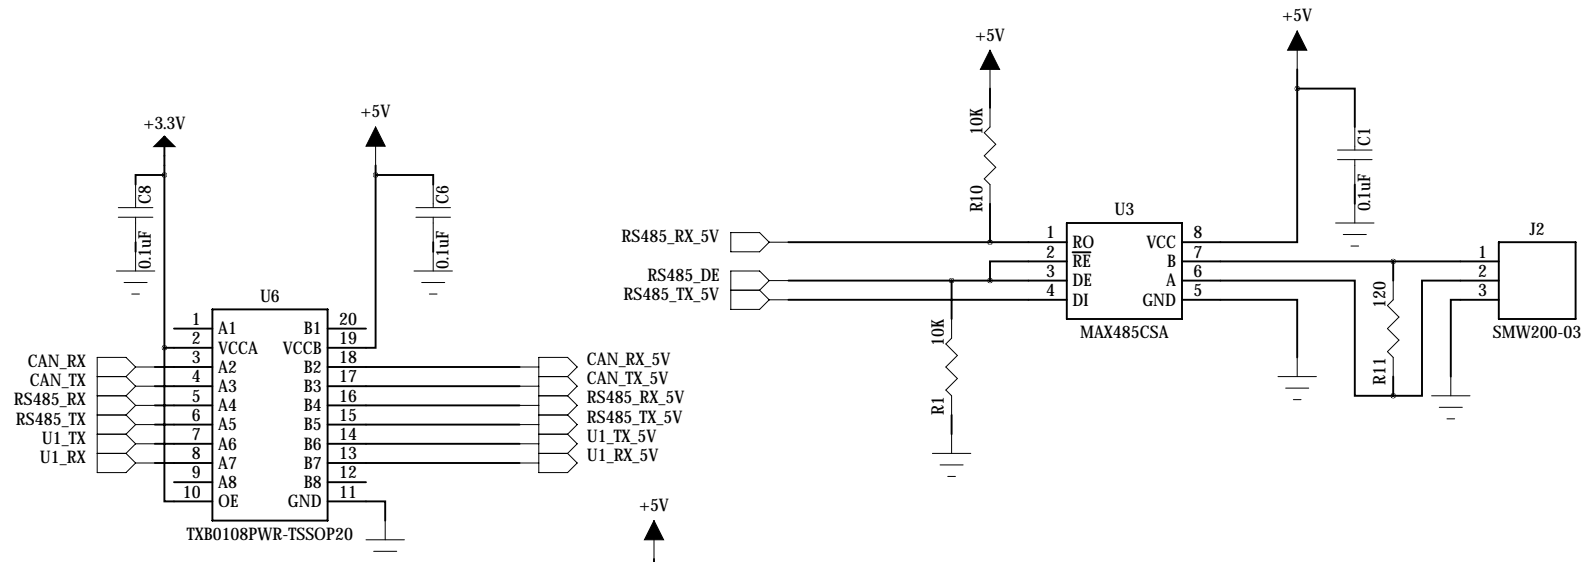 +3.3V
+5V
C8
0.1uF
C6
0.1uF
U6
1 A1 B1 20
2 VCCA VCCB 19
CAN_RX 3 A2 B2 18 CAN_RX_5V
CAN_TX 4 A3 B3 17 CAN_TX_5V
RS485_RX 5 A4 B4 16 RS485_RX_5V
RS485_TX 6 A5 B5 15 RS485_TX_5V
U1_TX 7 A6 B6 14 U1_TX_5V
U1_RX 8 A7 B7 13 U1_RX_5V
9 A8 B8 12
10 OE GND 11
TXB0108PWR-TSSOP20
+5V
+5V
+5V
10K
R10
C1
0.1uF
U3
RS485_RX_5V 1 RO VCC 8
2 RE B 7
RS485_DE 3 DE A 6
RS485_TX_5V 4 DI GND 5
MAX485CSA
10K
R1
120
R11
J2
1
2
3
SMW200-03